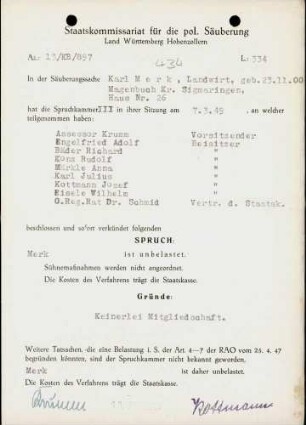 Staatskommissariat für die pol. Säuberung
Land Württemberg Hohenzollern
Az.: 13/KS/897
L: 334
434
In der Säuberungssache Karl Merk, Landwirt, geb. 23.11.00
Magenbuch Kr. Sigmaringen,
Haus Nr. 26
hat die Spruchkammer III in ihrer Sitzung am 7.3.49 , an welcher
teilgenommen haben:
Assessor Krumm Vorsitzender
Engelfried Adolf Beisitzer
Bader Richard "
Kons Rudolf "
Märkle Anna "
Karl Julius "
Kottmann Josef "
Eisele Wilhelm "
O.Reg.Rat Dr. Schmid Vertr. d. Staatsk.
beschlossen und sofort verkündet folgenden
SPRUCH:
Merk ist unbelastet.
Sühnemaßnahmen werden nicht angeordnet.
Die Kosten des Verfahrens trägt die Staatskasse.
Gründe:
Keinerlei Mitgliedschaft.
Weitere Tatsachen, die eine Belastung i. S. der Art. 4–7 der RAO vom 25. 4. 47
begründen könnten, sind der Spruchkammer nicht bekannt geworden.
Merk ist daher unbelastet.
Die Kosten des Verfahrens trägt die Staatskasse.
Kottmann